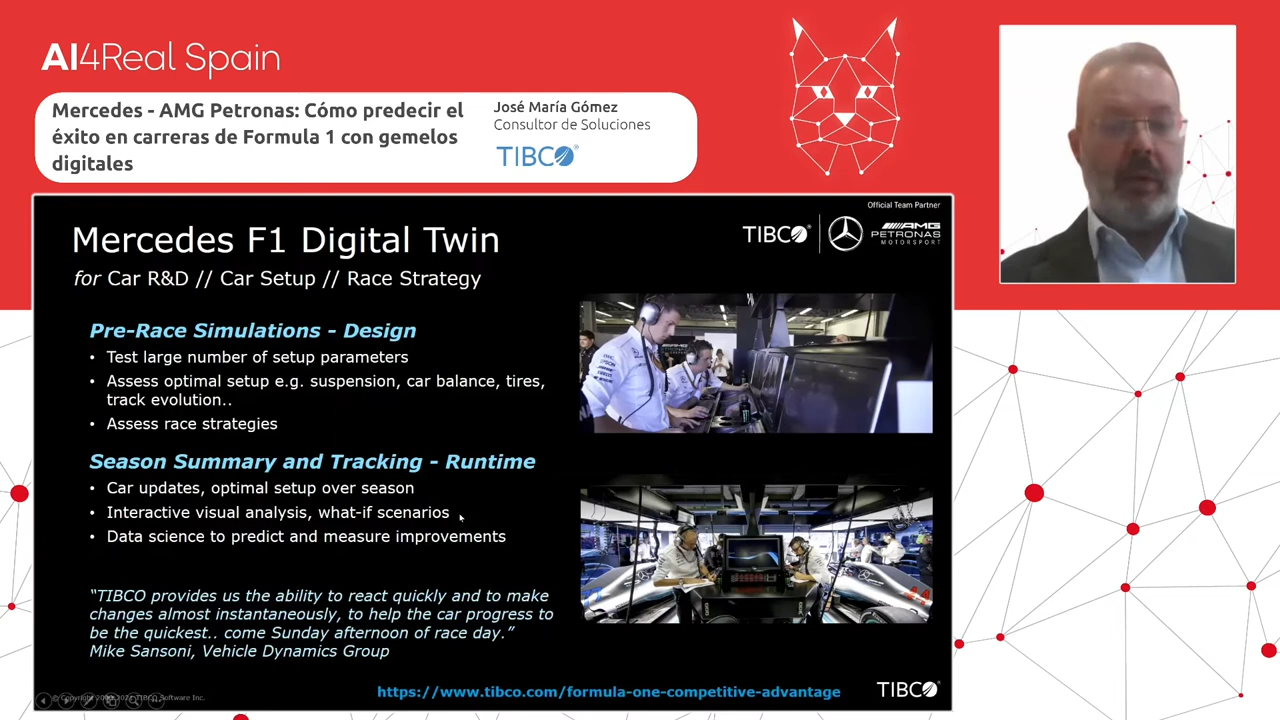 AI4Real Spain
Mercedes - AMG Petronas: Cómo predecir el
éxito en carreras de Formula 1 con gemelos
digitales
José María Gómez
Consultor de Soluciones
TIBCO®
Official Team Partner
TIBCO®
AMG
PETRONAS
MOTORSPORT
Mercedes F1 Digital Twin
for Car R&D // Car Setup // Race Strategy
Pre-Race Simulations - Design
• Test large number of setup parameters
• Assess optimal setup e.g. suspension, car balance, tires,
track evolution..
• Assess race strategies
Season Summary and Tracking - Runtime
• Car updates, optimal setup over season
• Interactive visual analysis, what-if scenarios
• Data science to predict and measure improvements
“TIBCO provides us the ability to react quickly and to make
changes almost instantaneously, to help the car progress to
be the quickest.. come Sunday afternoon of race day.”
Mike Sansoni, Vehicle Dynamics Group
© Copyright TIBCO Software Inc.
https://www.tibco.com/formula-one-competitive-advantage
TIBCO®